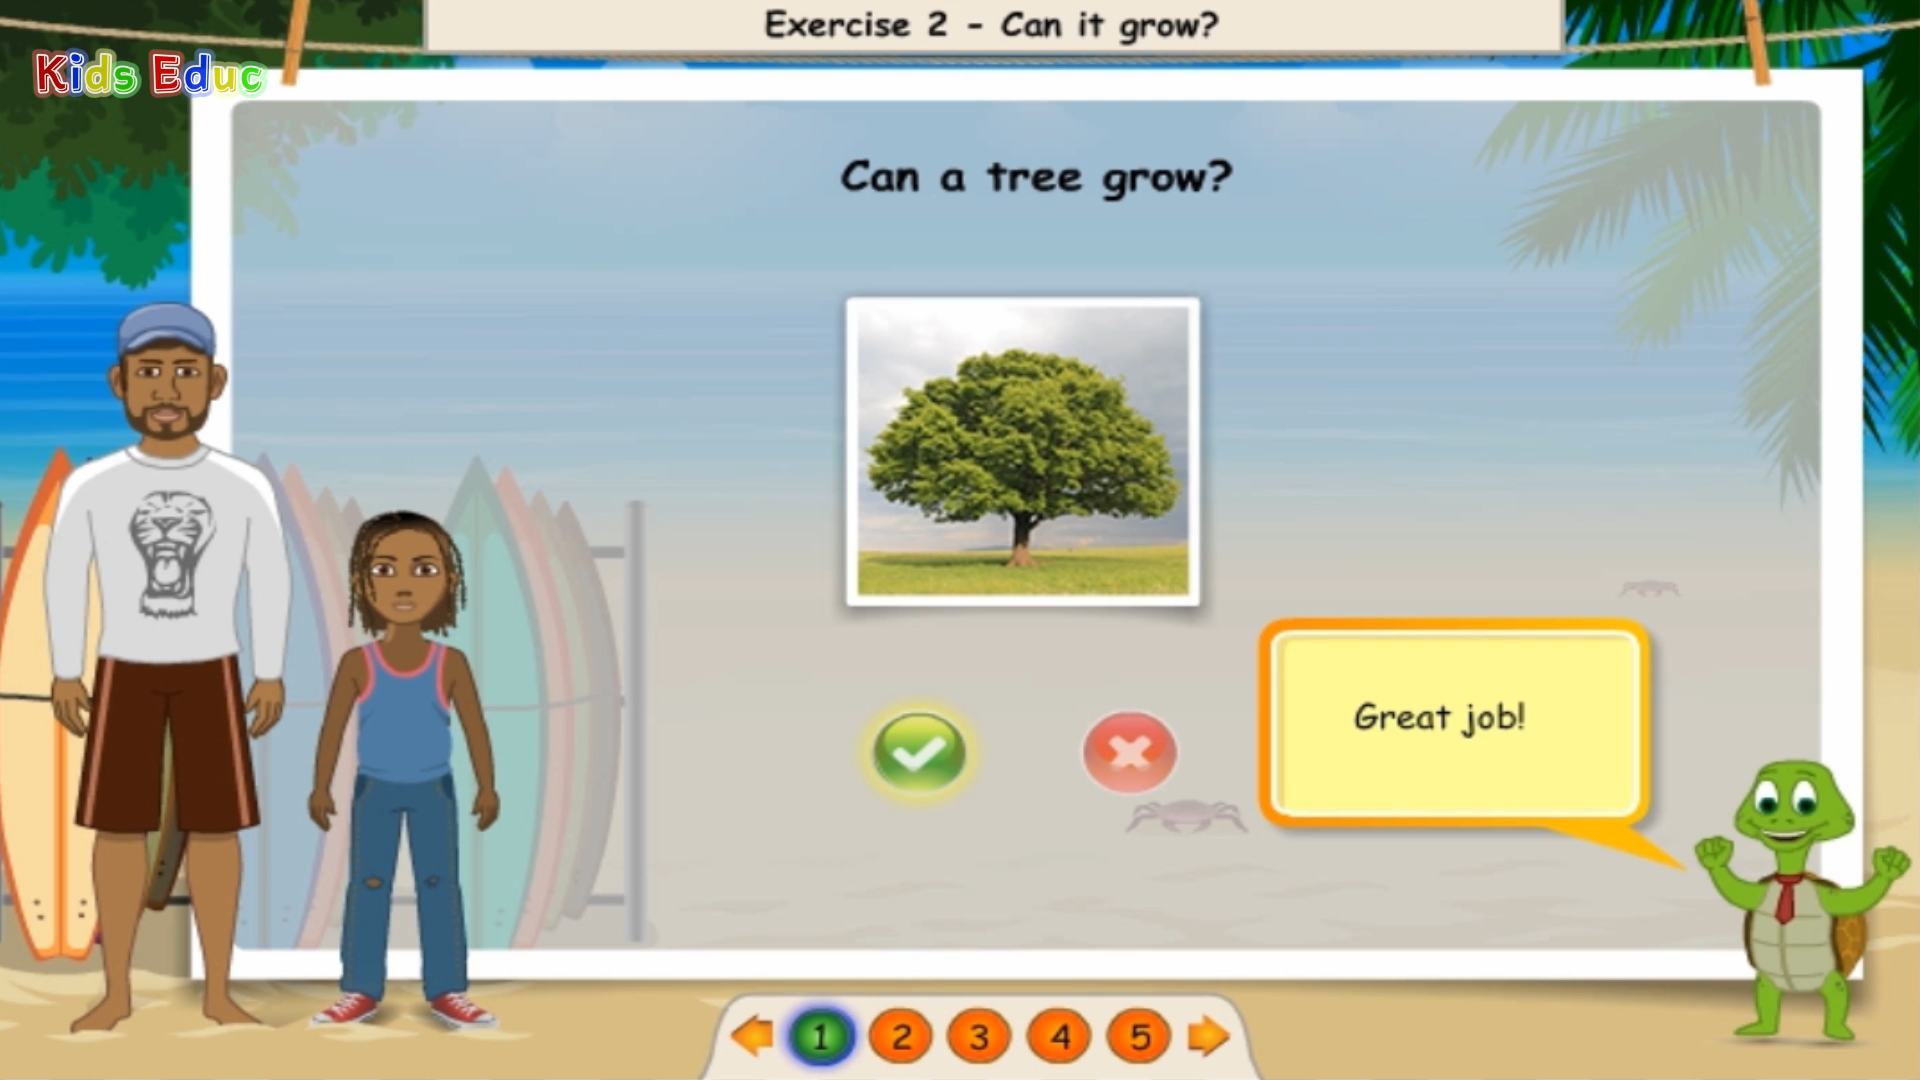 Exercise 2 - Can it grow?
Kids Educ
Can a tree grow?
Great job!
1 2 3 4 5